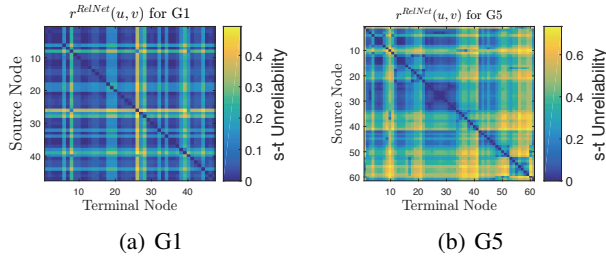 r^{RelNet}(u, v) for G1
Source Node
10
20
30
40
10 20 30 40
Terminal Node
0.4
0.3
0.2
0.1
0
s-t Unreliability
(a) G1
r^{RelNet}(u, v) for G5
Source Node
10
20
30
40
50
60
10 20 30 40 50 60
Terminal Node
0.6
0.4
0.2
0
s-t Unreliability
(b) G5